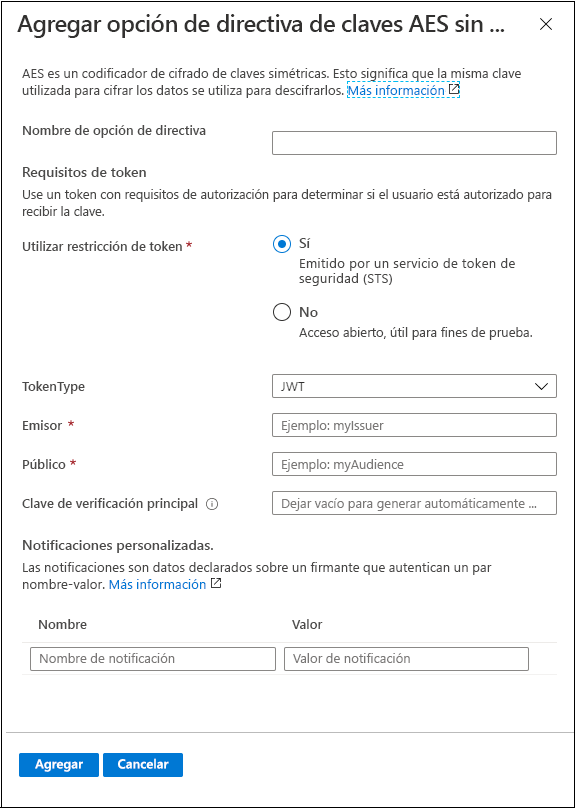 Agregar opción de directiva de claves AES sin ...
AES es un codificador de cifrado de claves simétricas. Esto significa que la misma clave
utilizada para cifrar los datos se utiliza para descifrarlos. Más información
Nombre de opción de directiva
Requisitos de token
Use un token con requisitos de autorización para determinar si el usuario está autorizado para
recibir la clave.
Utilizar restricción de token *
Sí
Emitido por un servicio de token de
seguridad (STS)
No
Acceso abierto, útil para fines de prueba.
TokenType
JWT
Emisor *
Ejemplo: myIssuer
Público *
Ejemplo: myAudience
Clave de verificación principal
Dejar vacío para generar automáticamente ...
Notificaciones personalizadas.
Las notificaciones son datos declarados sobre un firmante que autentican un par
nombre-valor. Más información
Nombre Valor
Nombre de notificación Valor de notificación
Agregar Cancelar